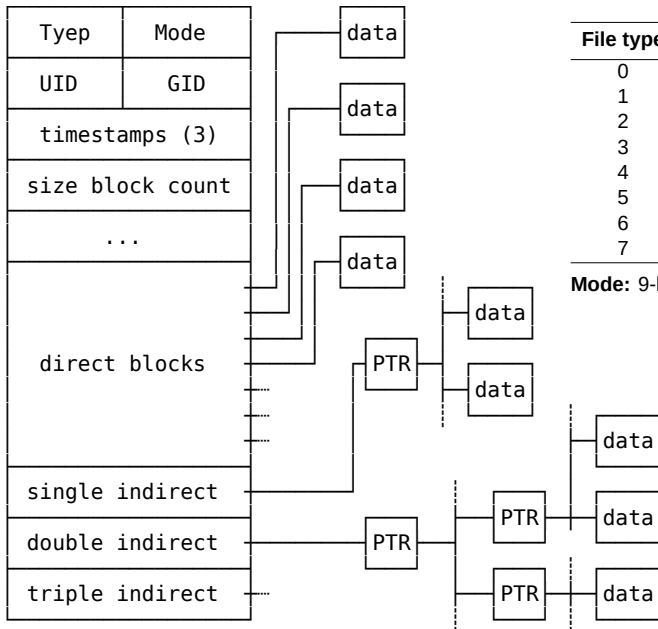 Tyep Mode
UID GID
timestamps (3)
size block count
...
direct blocks
single indirect
double indirect
triple indirect
data
data
data
data
PTR
data
data
PTR
PTR
data
data
PTR
data
File type
0
1
2
3
4
5
6
7
Mode: 9-